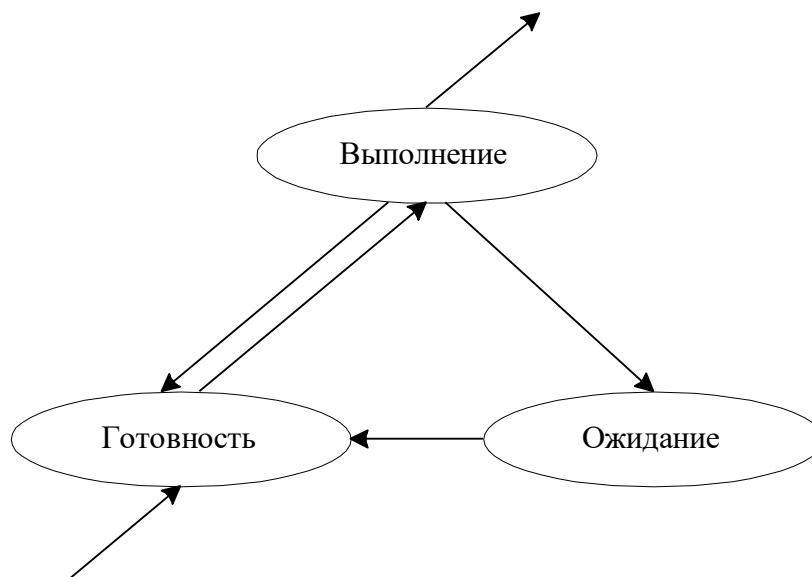 Выполнение
Готовность
Ожидание